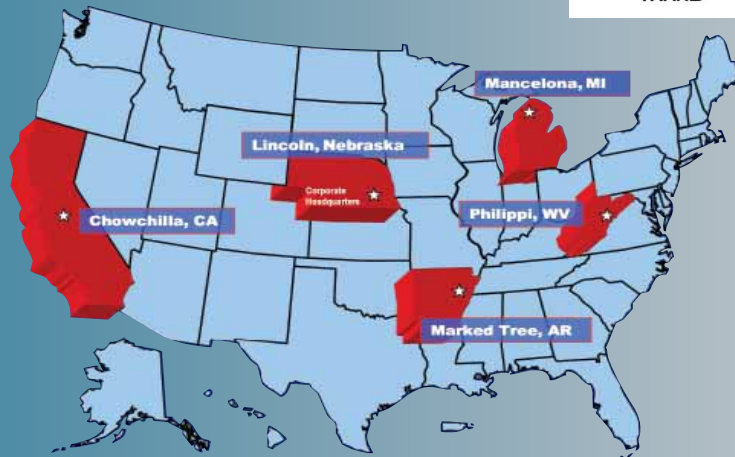 Mancelona, MI
Lincoln, Nebraska
Corporate
Headquarters
Chowchilla, CA
Philippi, WV
Marked Tree, AR